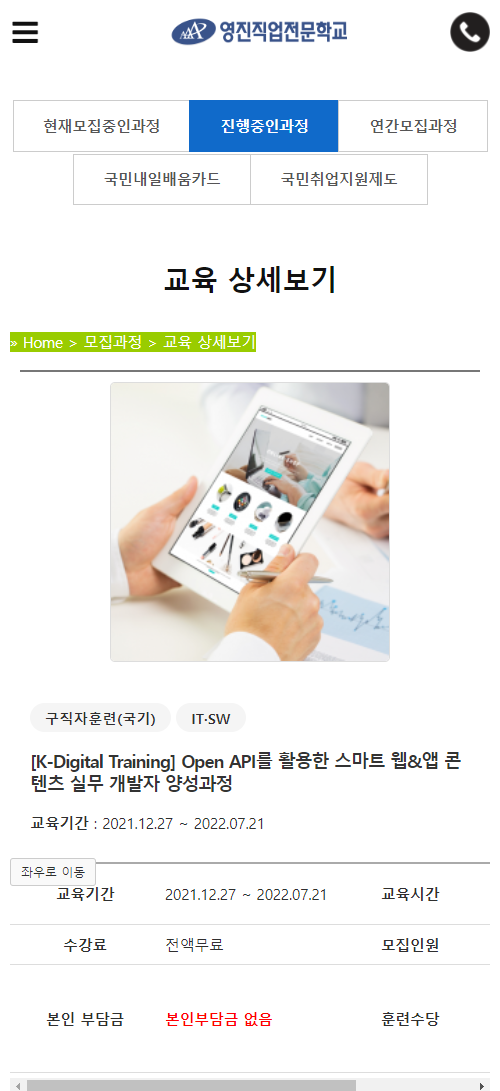 영진직업전문학교
현재모집중인과정
진행중인과정
연간모집과정
국민내일배움카드
국민취업지원제도
교육 상세보기
» Home > 모집과정 > 교육 상세보기
구직자훈련(국기)
IT·SW
[K-Digital Training] Open API를 활용한 스마트 웹&앱 콘
텐츠 실무 개발자 양성과정
교육기간 : 2021.12.27 ~ 2022.07.21
좌우로 이동
교육기간 2021.12.27 ~ 2022.07.21 교육시간
수강료 전액무료 모집인원
본인 부담금 본인부담금 없음 훈련수당